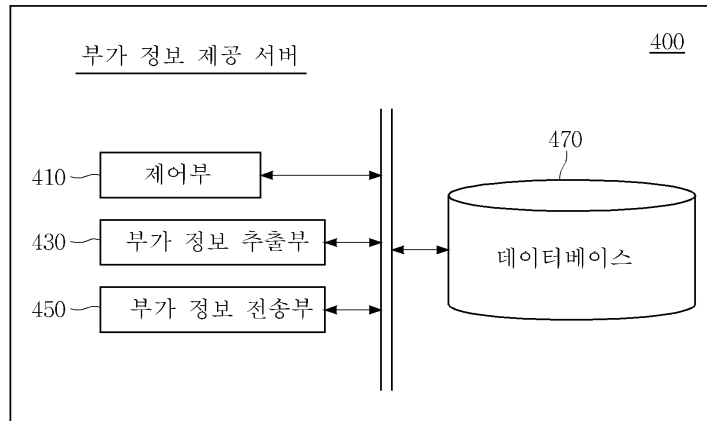 부가 정보 제공 서버
400
470
410
제어부
430
부가 정보 추출부
데이터베이스
450
부가 정보 전송부